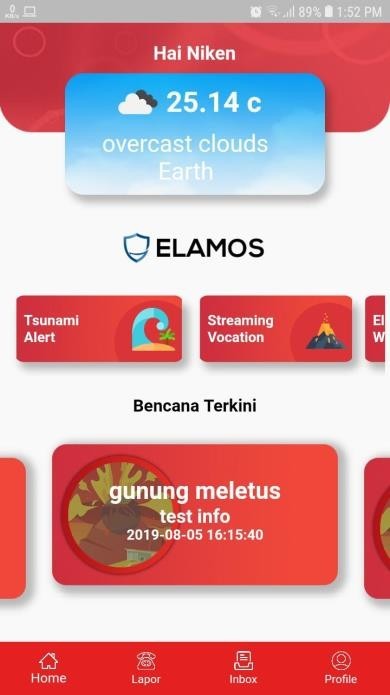 0
KB/s
89% 1:52 PM
Hai Niken
25.14 c
overcast clouds
Earth
ELAMOS
Tsunami
Alert
Streaming
Vocation
El
W
Bencana Terkini
gunung meletus
test info
2019-08-05 16:15:40
Home
Lapor
Inbox
Profile